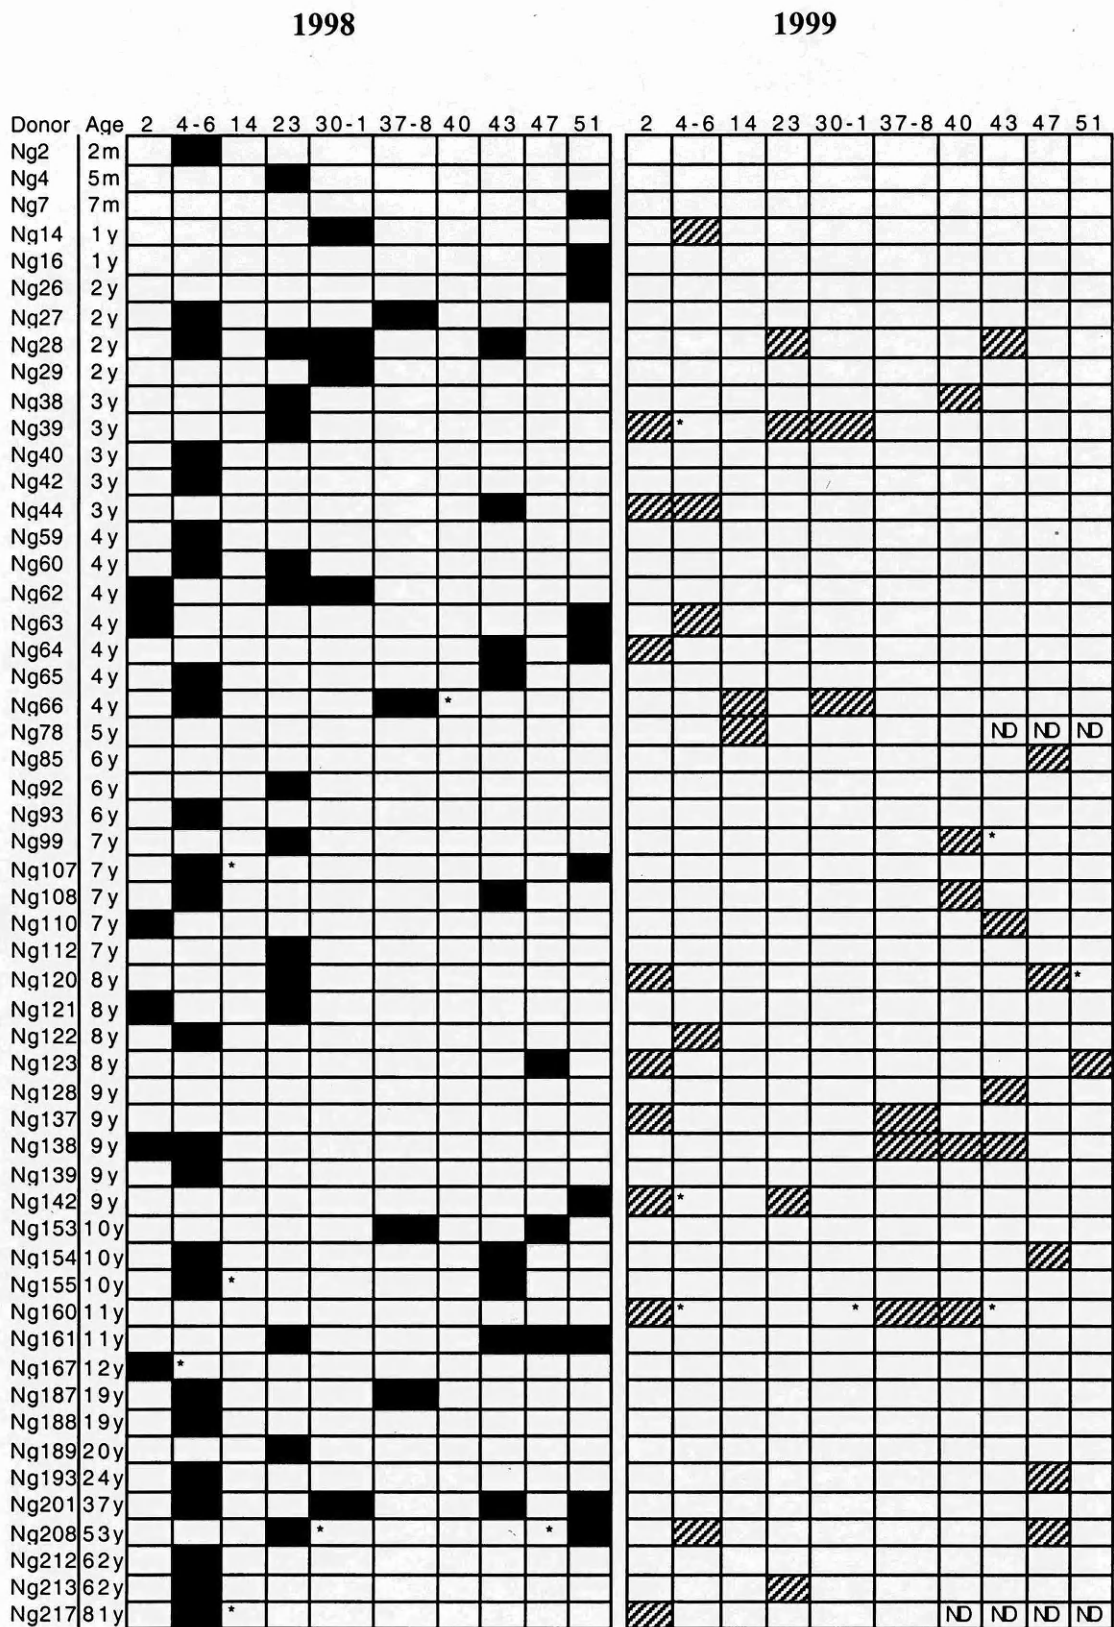 1998 1999
Donor Age 2 4-6 14 23 30-1 37-8 40 43 47 51 2 4-6 14 23 30-1 37-8 40 43 47 51
Ng2 2m
Ng4 5m
Ng7 7m
Ng14 1y
Ng16 1y
Ng26 2y
Ng27 2y
Ng28 2y
Ng29 2y
Ng38 3y
Ng39 3y *
Ng40 3y
Ng42 3y
Ng44 3y
Ng59 4y
Ng60 4y
Ng62 4y
Ng63 4y
Ng64 4y
Ng65 4y
Ng66 4y *
Ng78 5y ND ND ND
Ng85 6y
Ng92 6y
Ng93 6y
Ng99 7y *
Ng107 7y *
Ng108 7y
Ng110 7y
Ng112 7y
Ng120 8y *
Ng121 8y
Ng122 8y
Ng123 8y
Ng128 9y
Ng137 9y
Ng138 9y
Ng139 9y
Ng142 9y *
Ng153 10y
Ng154 10y
Ng155 10y *
Ng160 11y * * *
Ng161 11y
Ng167 12y *
Ng187 19y
Ng188 19y
Ng189 20y
Ng193 24y
Ng201 37y
Ng208 53y * *
Ng212 62y
Ng213 62y
Ng217 81y * ND ND ND ND